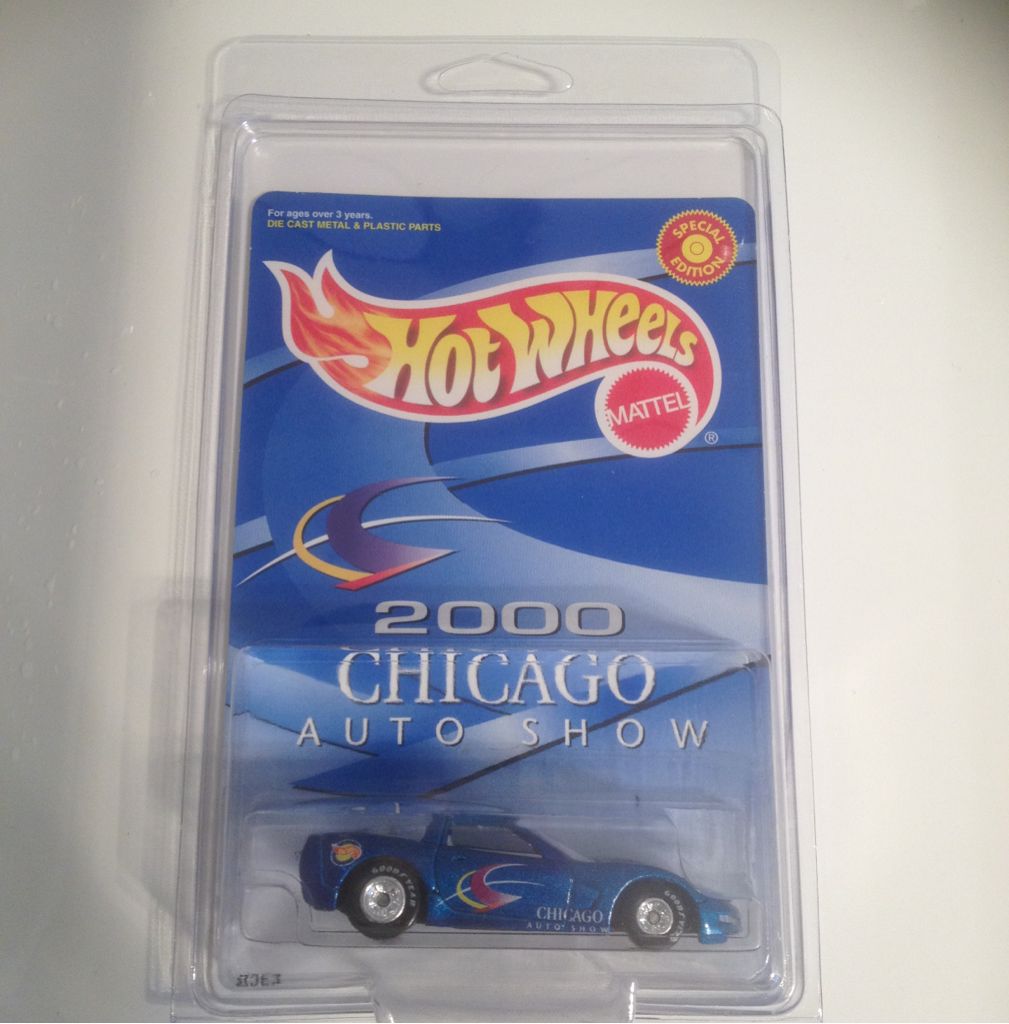 For ages over 3 years.
DIE CAST METAL & PLASTIC PARTS
SPECIAL
EDITION
HOT WHEELS
MATTEL
®
2000
CHICAGO
AUTO SHOW
GOODYEAR
CHICAGO
AUTO SHOW
GOODYEAR